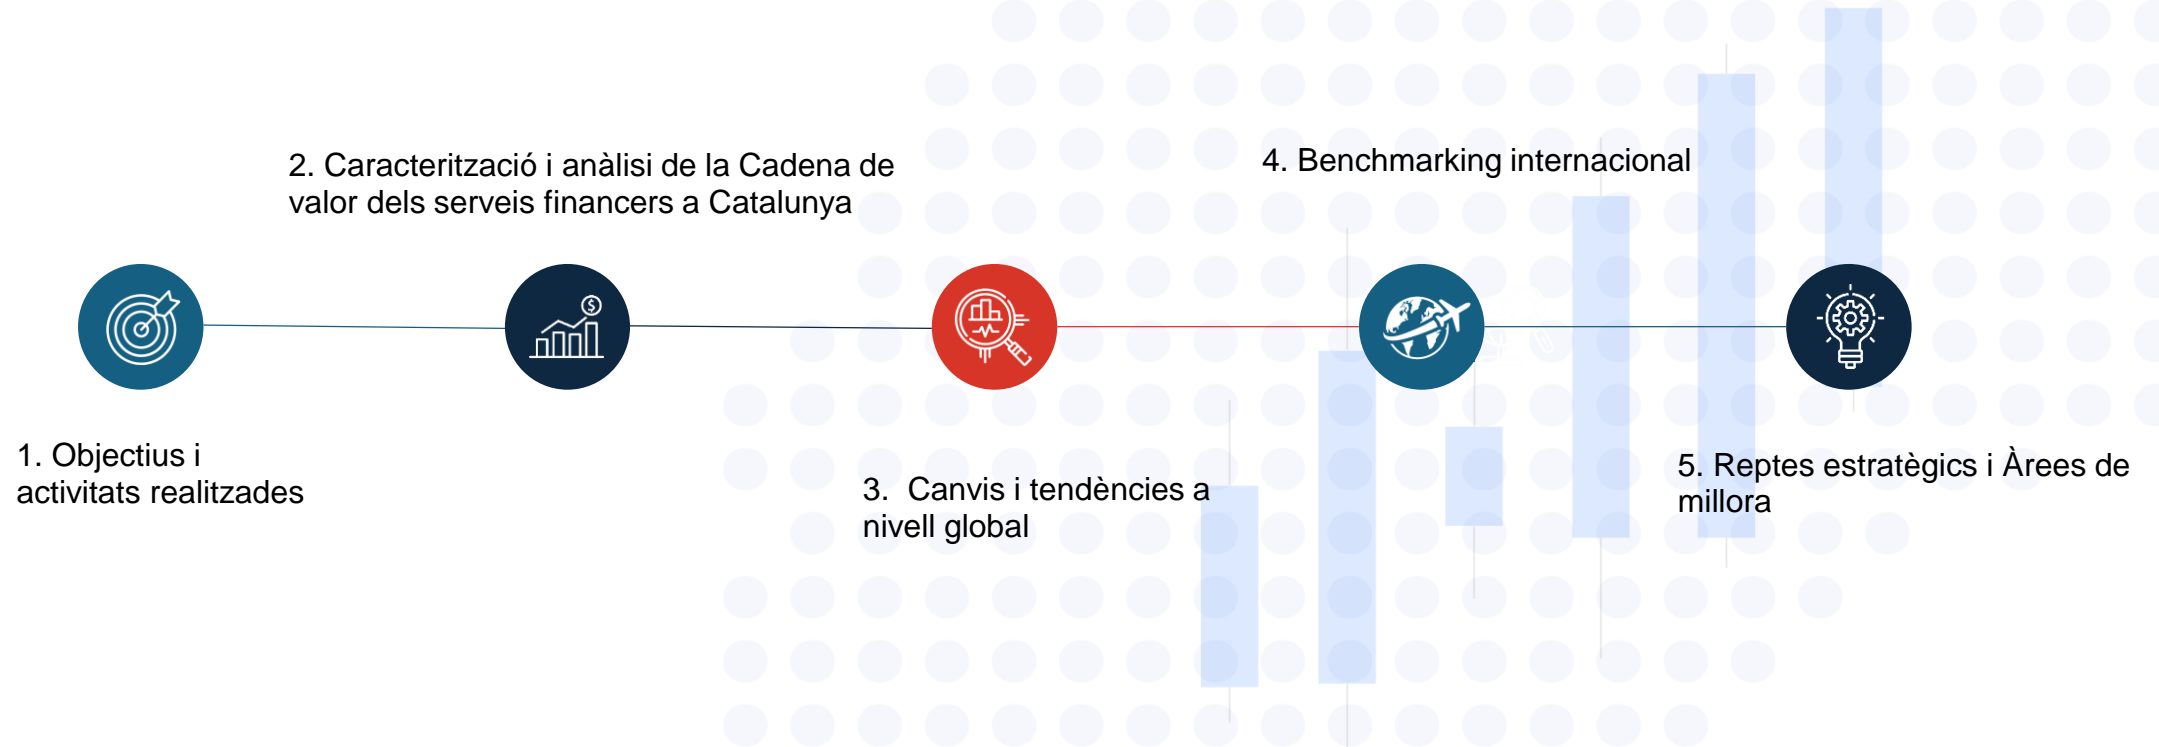 1. Objectius i
activitats realitzades
2. Caracterització i anàlisi de la Cadena de
valor dels serveis financers a Catalunya
3. Canvis i tendències a
nivell global
4. Benchmarking internacional
5. Reptes estratègics i Àrees de
millora